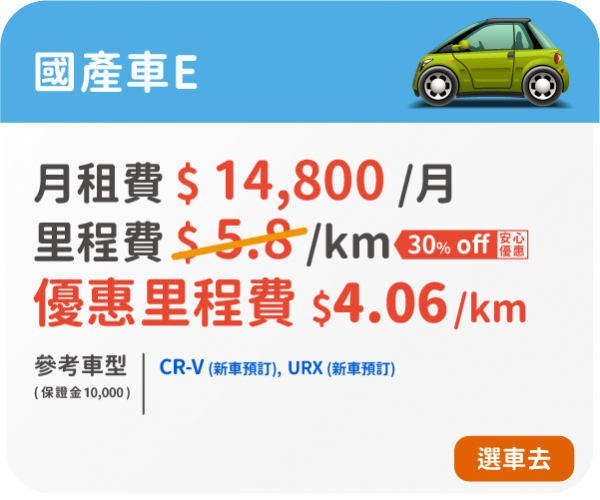 國產車E
月租費 $ 14,800 /月
里程費 $ 5.8 /km 30% off 安心優惠
優惠里程費 $4.06/km
參考車型
(保證金10,000)
CR-V (新車預訂), URX (新車預訂)
選車去